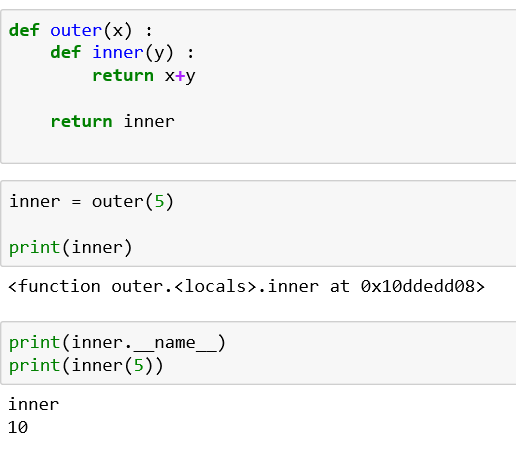 def outer(x) :
    def inner(y) :
        return x+y
    return inner
inner = outer(5)
print(inner)
<function outer.<locals>.inner at 0x10ddedd08>
print(inner.__name__)
print(inner(5))
inner
10